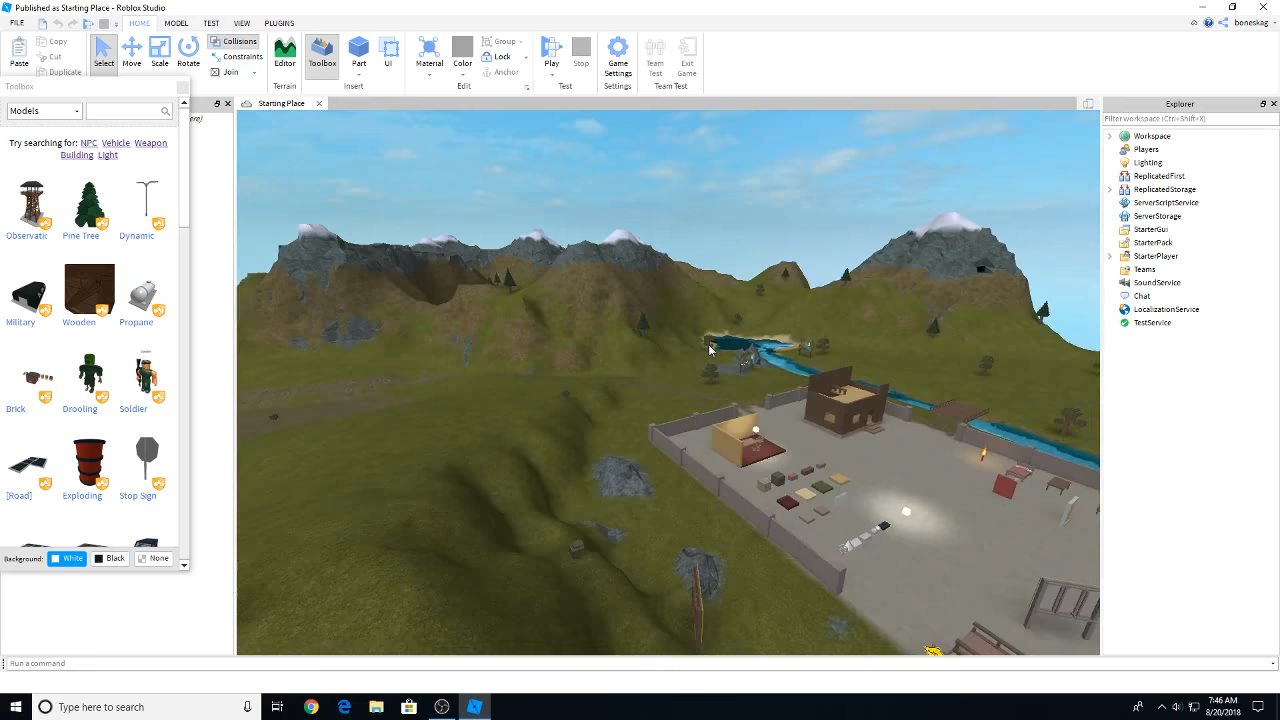 Published as Starting Place - Roblox Studio
FILE HOME MODEL TEST VIEW PLUGINS boneskag
Paste Copy Cut Duplicate Select Move Scale Rotate Collisions Constraints Join Editor Toolbox Part UI Material Color Group Lock Anchor Play Stop Game Settings Team Test Exit Game
Terrain Insert Edit Test Settings Team Test
Toolbox
Models
Starting Place
Explorer
Filter workspace (Ctrl+Shift+X)
Try searching for: NPC Vehicle Weapon
Building Light
Observatic Pine Tree Dynamic
Military Wooden Propane
Brick Drooling Soldier
[Road] Exploding Stop Sign
Background: White Black None
Workspace
Players
Lighting
ReplicatedFirst
ReplicatedStorage
ServerScriptService
ServerStorage
StarterGui
StarterPack
StarterPlayer
Teams
SoundService
Chat
LocalizationService
TestService
Run a command
Type here to search
7:46 AM
8/20/2018